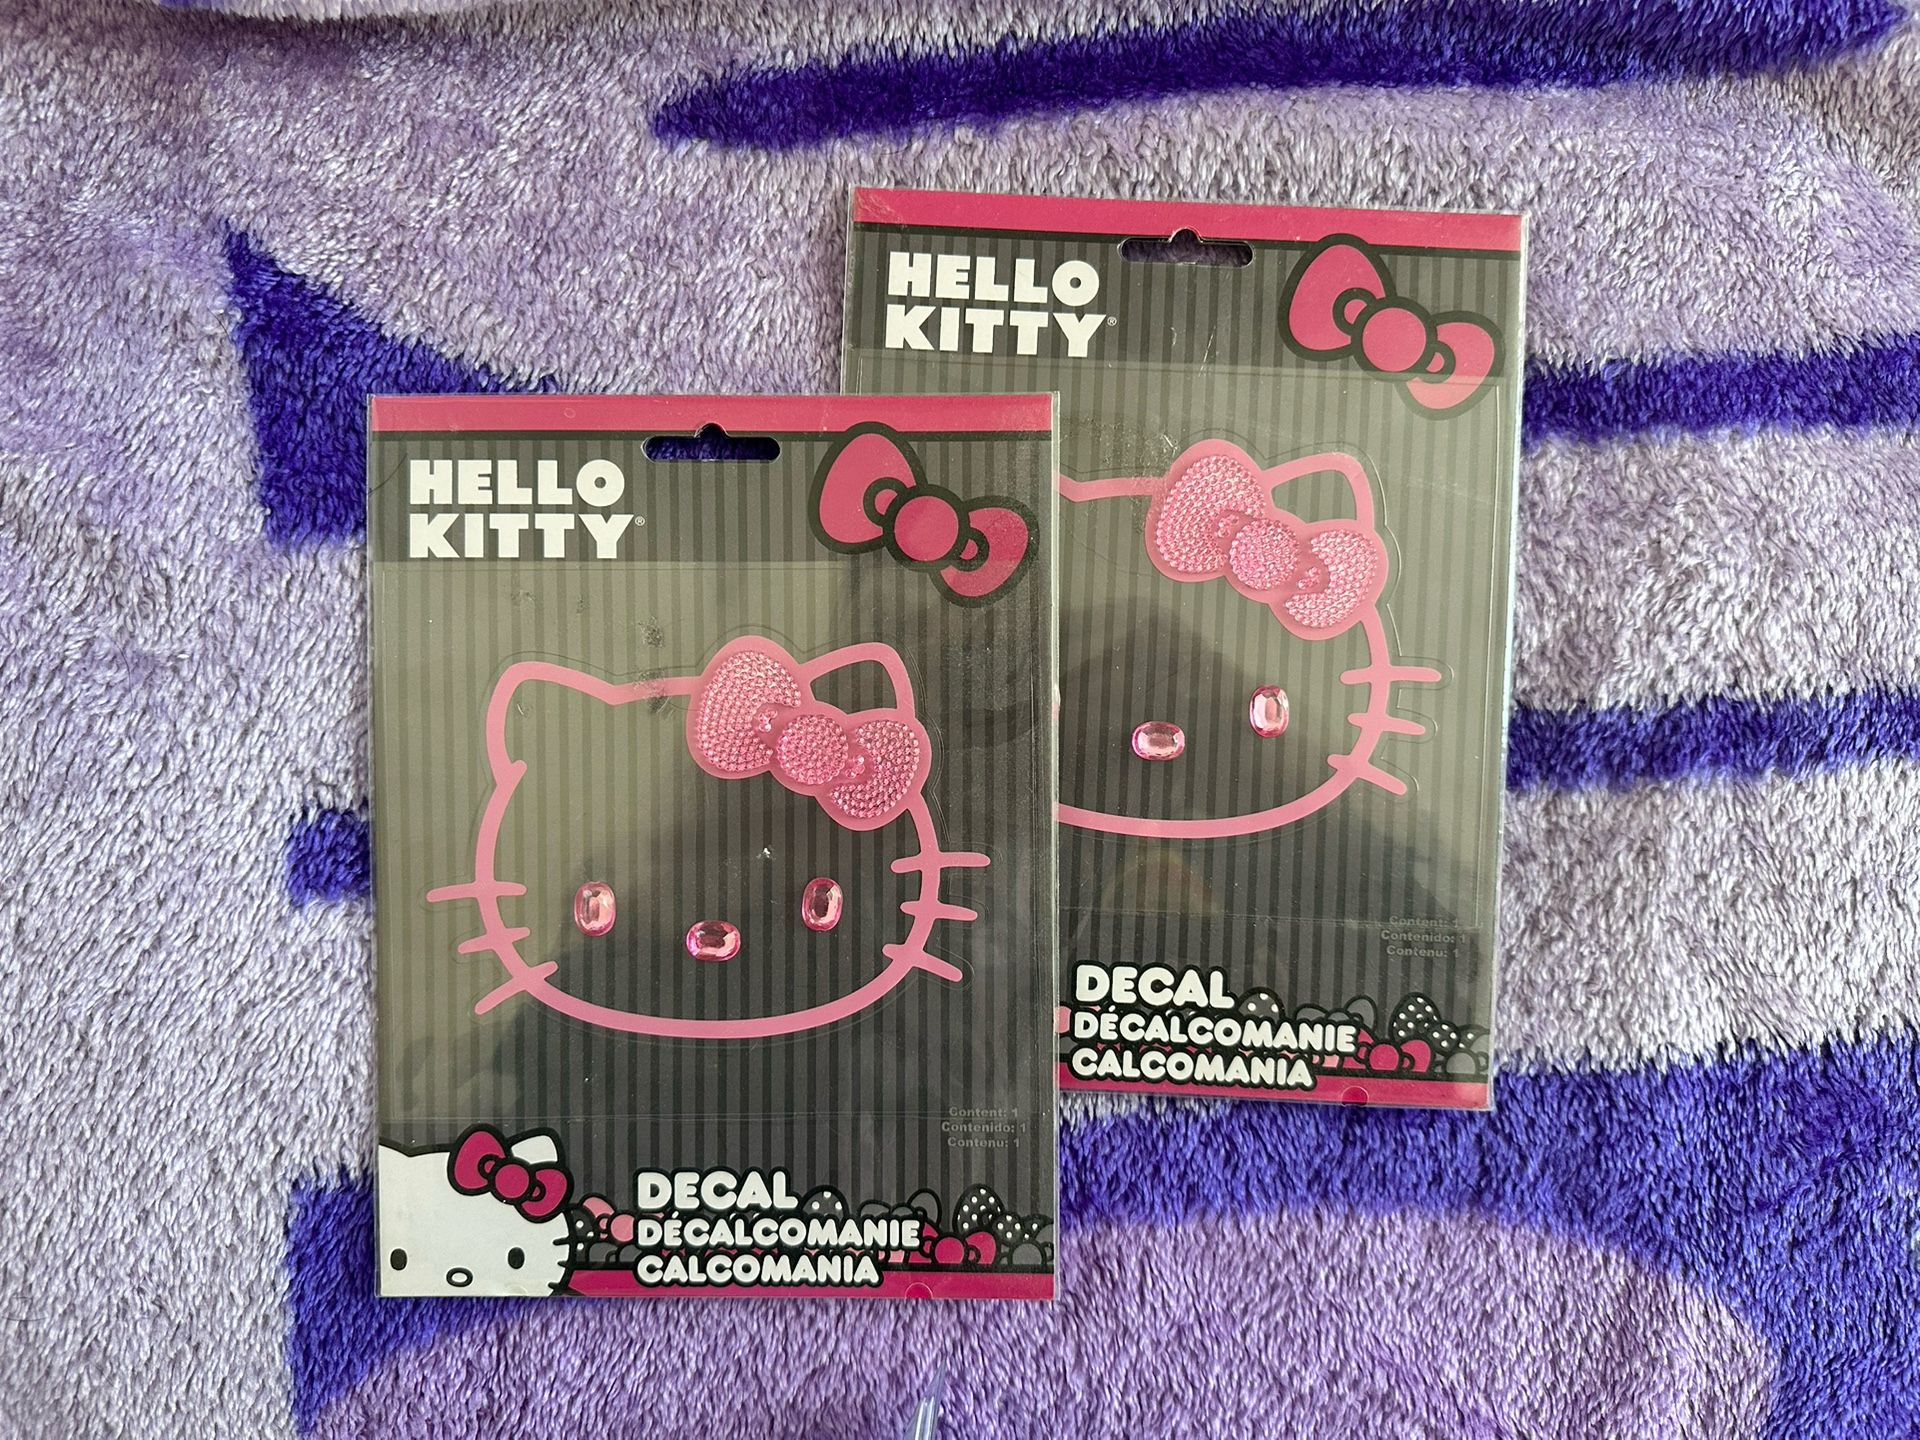 HELLO
KITTY®
Content: 1
Contenido: 1
Contenu: 1
DECAL
DÉCALCOMANIE
CALCOMANIA
HELLO
KITTY®
Content: 1
Contenido: 1
Contenu: 1
DECAL
DÉCALCOMANIE
CALCOMANIA